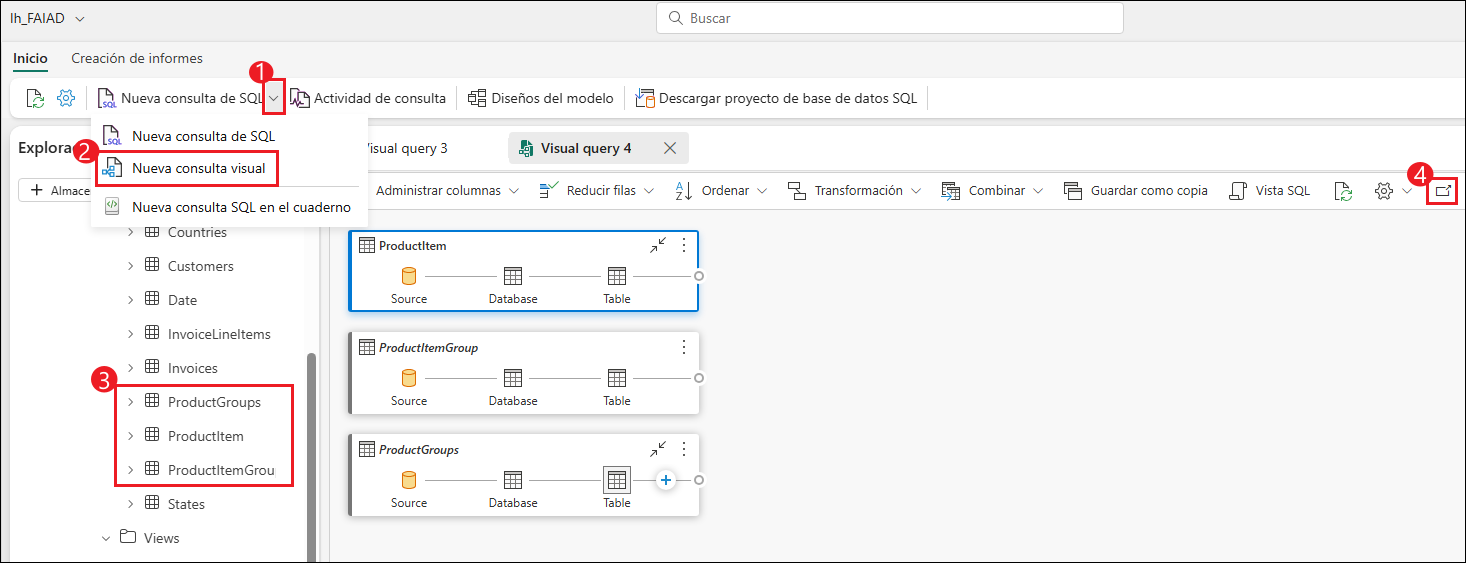 lh_FAIAD
Buscar
Inicio
Creación de informes
1
Nueva consulta de SQL
Actividad de consulta
Diseños del modelo
Descargar proyecto de base de datos SQL
Nueva consulta de SQL
2
Nueva consulta visual
Nueva consulta SQL en el cuaderno
Explora
Almace
Visual query 3
Visual query 4
Administrar columnas
Reducir filas
Ordenar
Transformación
Combinar
Guardar como copia
Vista SQL
4
Countries
Customers
Date
InvoiceLineItems
Invoices
3
ProductGroups
ProductItem
ProductItemGrou
States
Views
ProductItem
Source
Database
Table
ProductItemGroup
Source
Database
Table
ProductGroups
Source
Database
Table